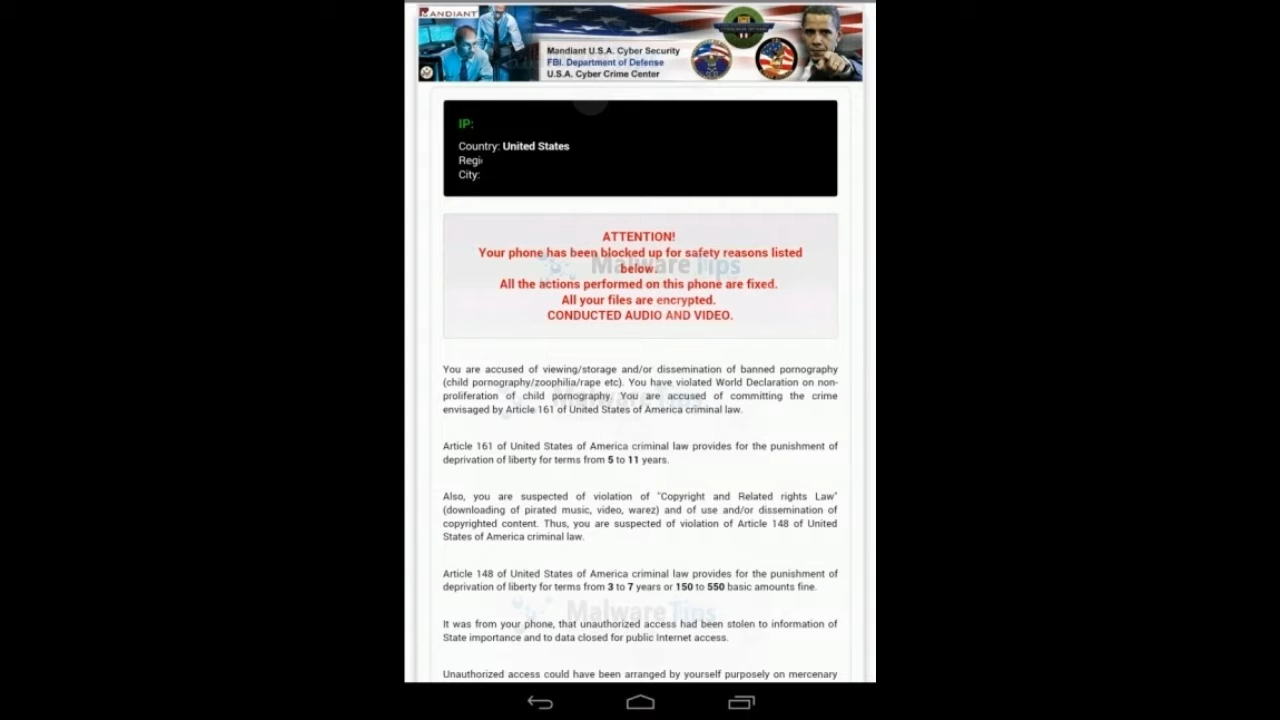 MANDIANT
Mandiant U.S.A. Cyber Security
FBI. Department of Defense
U.S.A. Cyber Crime Center
IP:
Country: United States
Regi
City:
ATTENTION!
Your phone has been blocked up for safety reasons listed
below.
All the actions performed on this phone are fixed.
All your files are encrypted.
CONDUCTED AUDIO AND VIDEO.
MalwareTips
You are accused of viewing/storage and/or dissemination of banned pornography
(child pornography/zoophilia/rape etc). You have violated World Declaration on non-
proliferation of child pornography. You are accused of committing the crime
envisaged by Article 161 of United States of America criminal law.
MalwareTips
Article 161 of United States of America criminal law provides for the punishment of
deprivation of liberty for terms from 5 to 11 years.
Also, you are suspected of violation of "Copyright and Related rights Law"
(downloading of pirated music, video, warez) and of use and/or dissemination of
copyrighted content. Thus, you are suspected of violation of Article 148 of United
States of America criminal law.
Article 148 of United States of America criminal law provides for the punishment of
deprivation of liberty for terms from 3 to 7 years or 150 to 550 basic amounts fine.
MalwareTips
It was from your phone, that unauthorized access had been stolen to information of
State importance and to data closed for public Internet access.
Unauthorized access could have been arranged by yourself purposely on mercenary